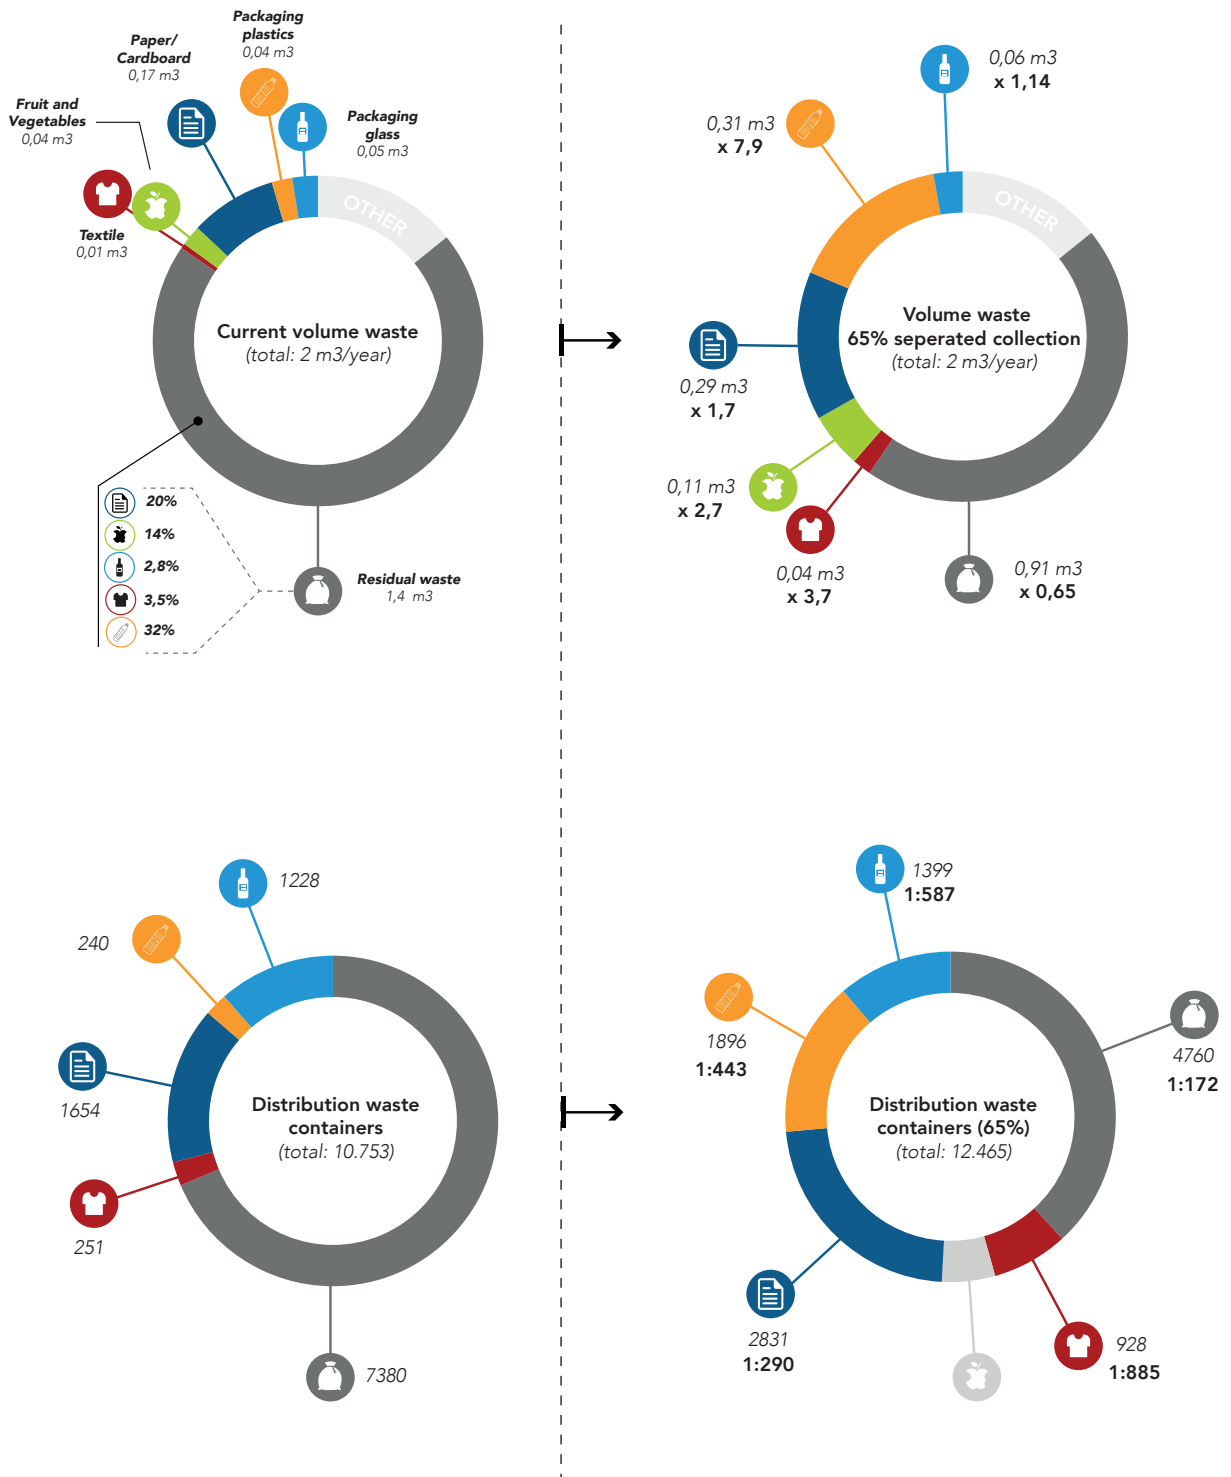 Packaging
plastics
0,04 m3
Paper/
Cardboard
0,17 m3
Fruit and
Vegetables
0,04 m3
Packaging
glass
0,05 m3
Textile
0,01 m3
OTHER
Current volume waste
(total: 2 m3/year)
20%
14%
2,8%
3,5%
32%
Residual waste
1,4 m3
0,06 m3
x 1,14
0,31 m3
x 7,9
OTHER
Volume waste
65% seperated collection
(total: 2 m3/year)
0,29 m3
x 1,7
0,11 m3
x 2,7
0,04 m3
x 3,7
0,91 m3
x 0,65
1228
240
1654
251
Distribution waste
containers
(total: 10.753)
7380
1399
1:587
1896
1:443
4760
1:172
Distribution waste
containers (65%)
(total: 12.465)
2831
1:290
928
1:885